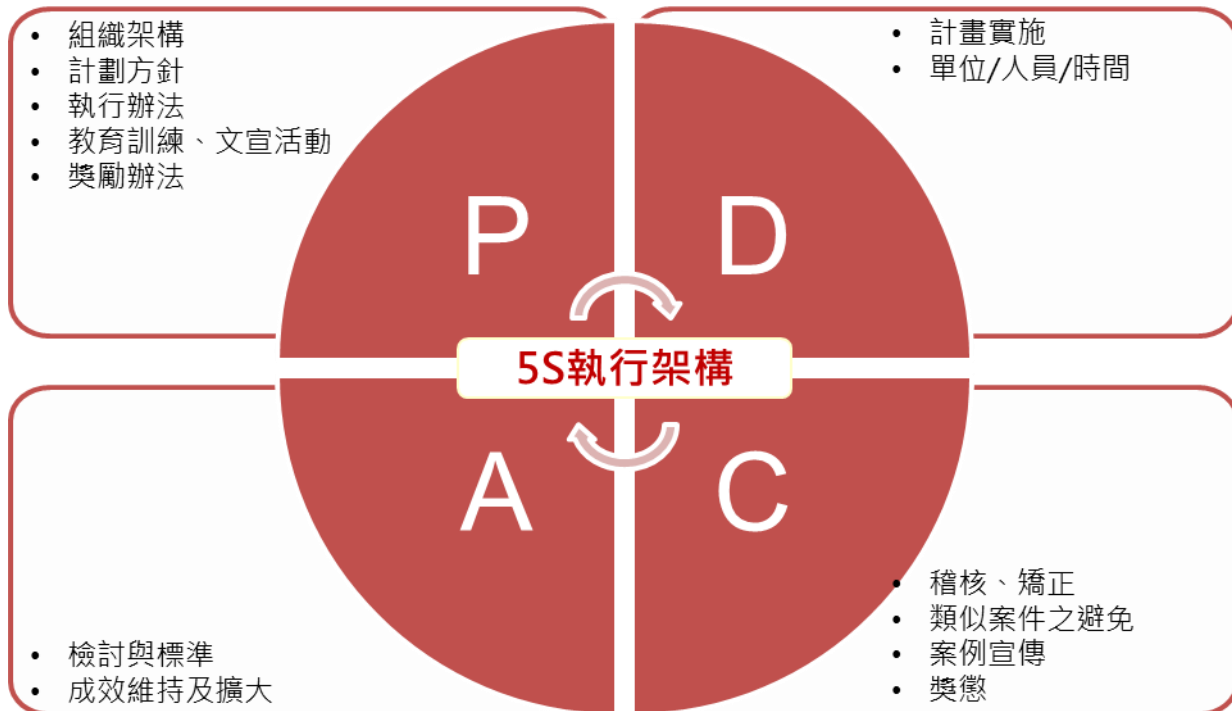 • 組織架構
• 計劃方針
• 執行辦法
• 教育訓練、文宣活動
• 獎勵辦法
• 計畫實施
• 單位/人員/時間
P
D
5S執行架構
A
C
• 檢討與標準
• 成效維持及擴大
• 稽核、矯正
• 類似案件之避免
• 案例宣傳
• 獎懲